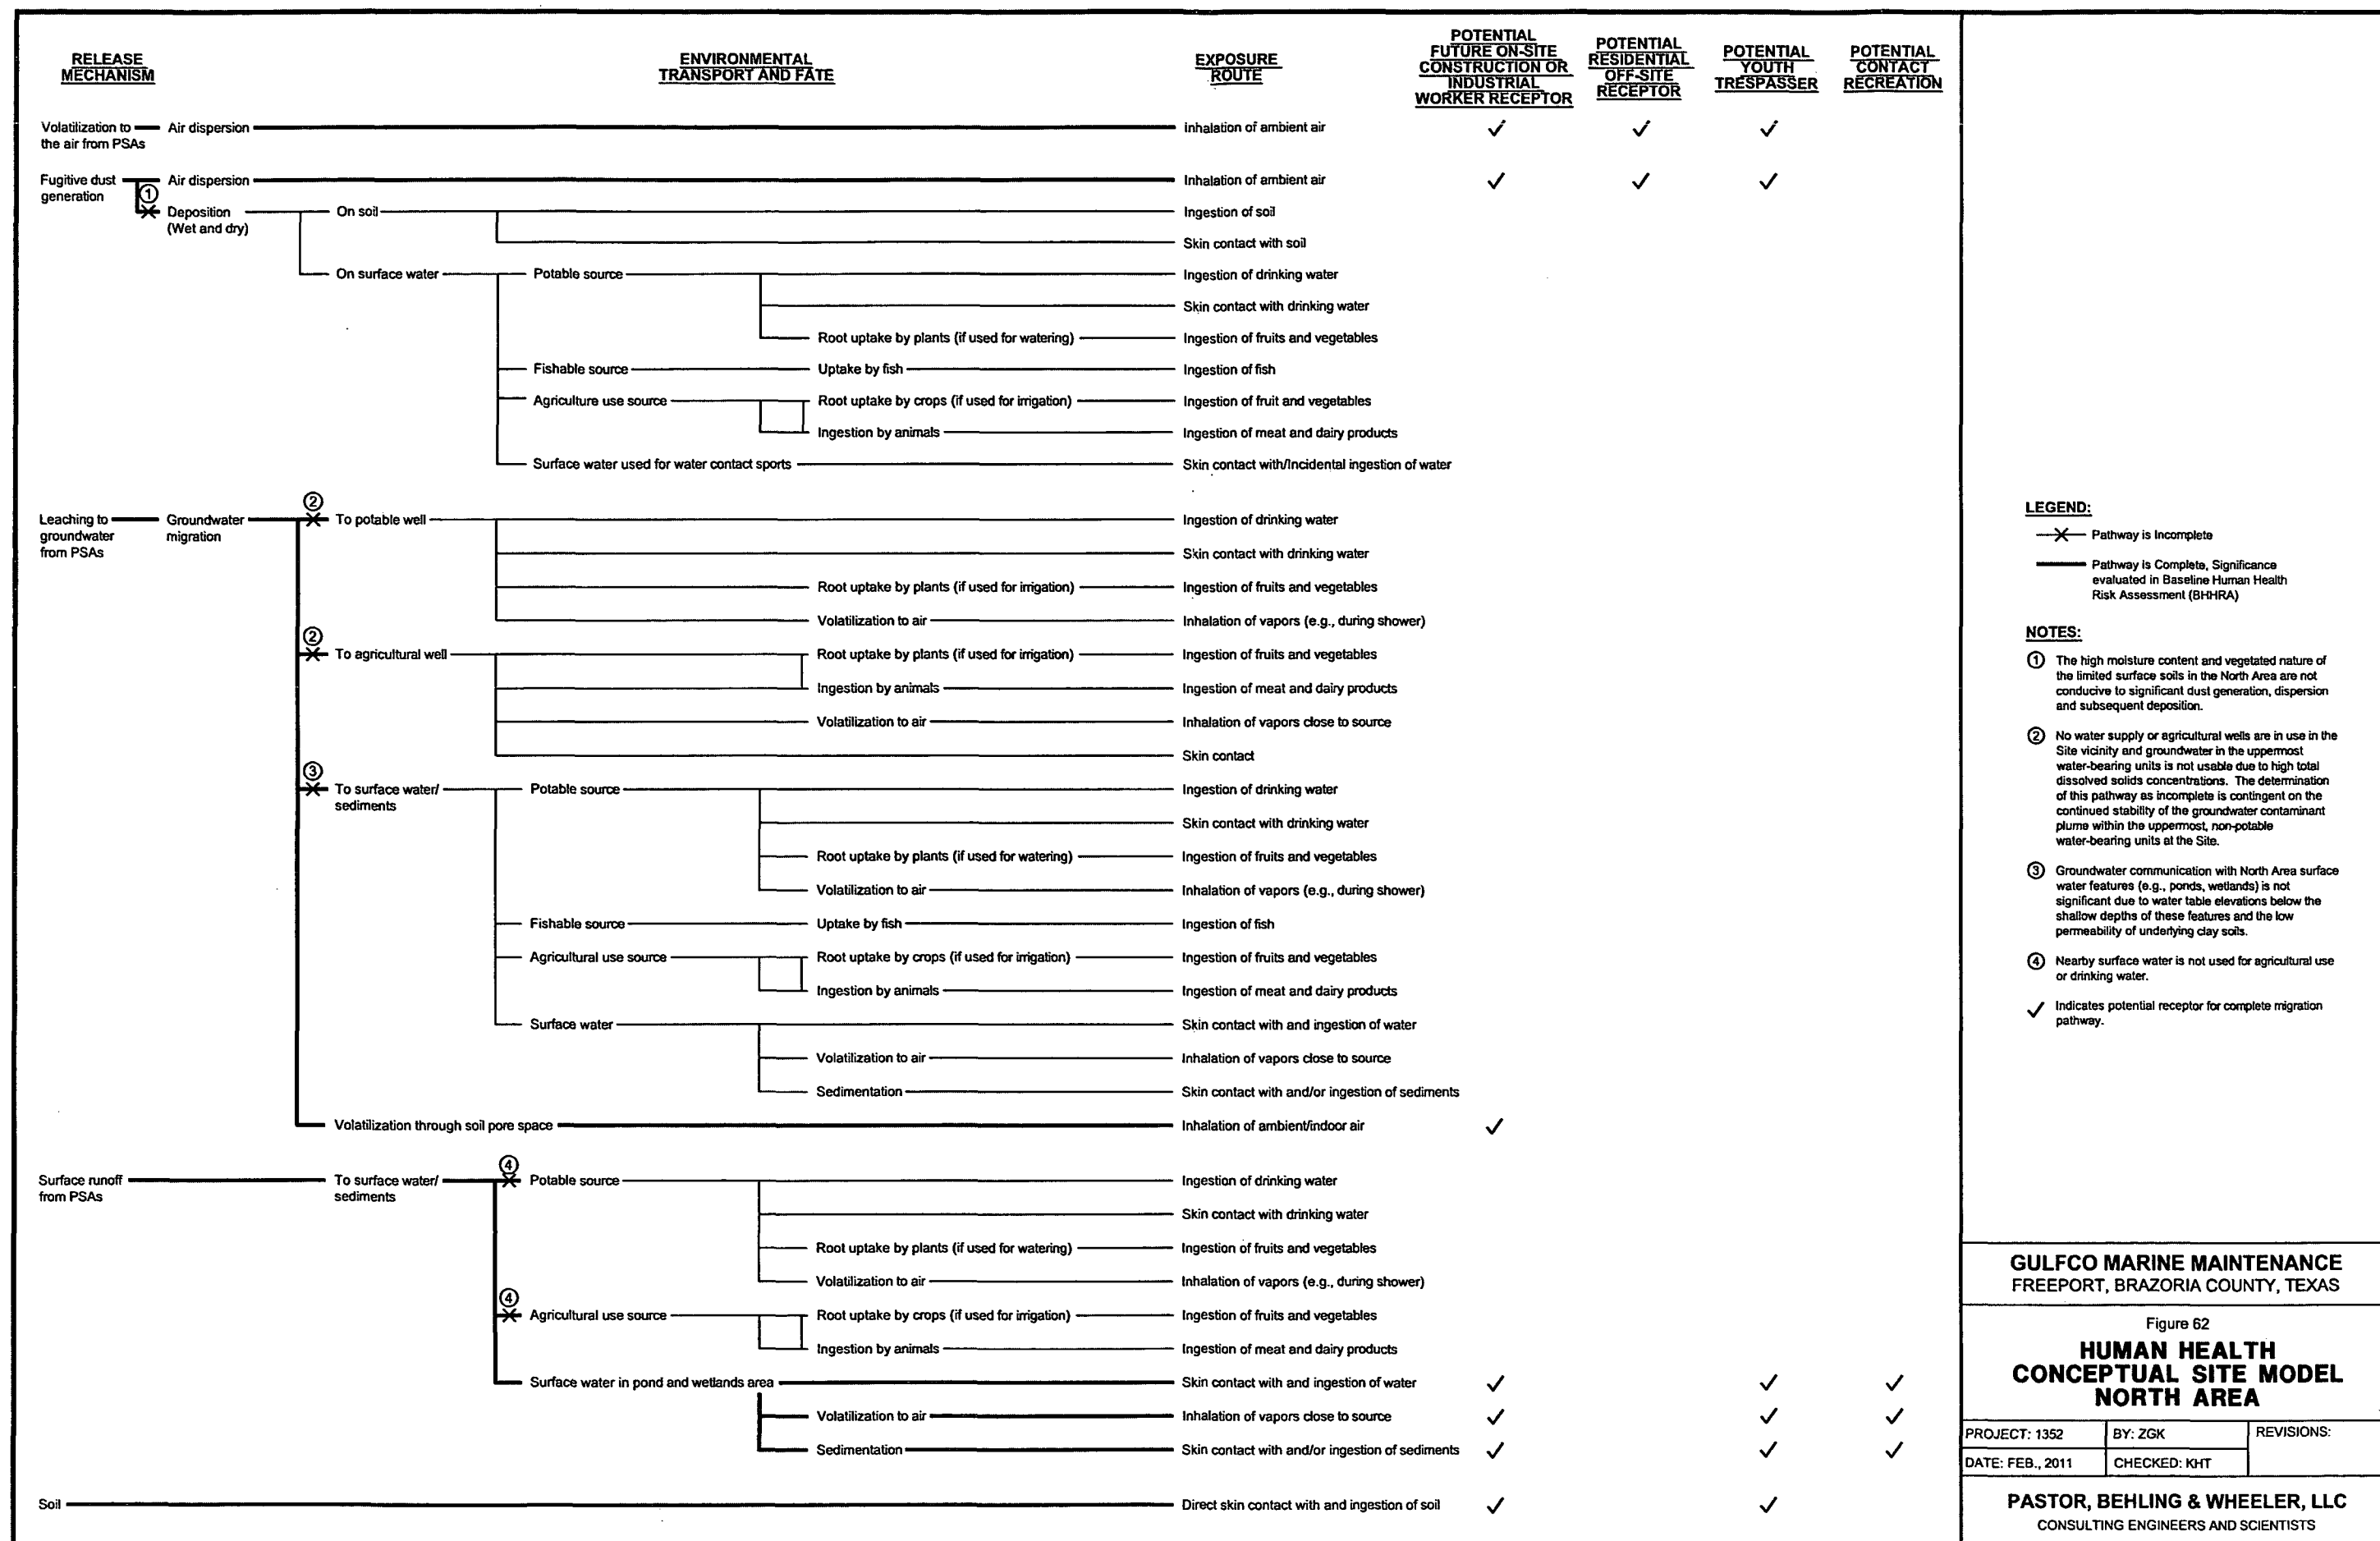 RELEASE
MECHANISM
ENVIRONMENTAL
TRANSPORT AND FATE
EXPOSURE
ROUTE
POTENTIAL
FUTURE ON-SITE
CONSTRUCTION OR
INDUSTRIAL
WORKER RECEPTOR
POTENTIAL
RESIDENTIAL
OFF-SITE
RECEPTOR
POTENTIAL
YOUTH
TRESPASSER
POTENTIAL
CONTACT
RECREATION
Volatilization to
the air from PSAs
Air dispersion
Inhalation of ambient air
✓ ✓ ✓
Fugitive dust
generation
Air dispersion
Inhalation of ambient air
✓ ✓ ✓
①
Deposition
(Wet and dry)
On soil
Ingestion of soil
Skin contact with soil
On surface water
Potable source
Ingestion of drinking water
Skin contact with drinking water
Root uptake by plants (if used for watering)
Ingestion of fruits and vegetables
Fishable source
Uptake by fish
Ingestion of fish
Agriculture use source
Root uptake by crops (if used for irrigation)
Ingestion of fruit and vegetables
Ingestion by animals
Ingestion of meat and dairy products
Surface water used for water contact sports
Skin contact with/Incidental ingestion of water
Leaching to
groundwater
from PSAs
Groundwater
migration
②
To potable well
Ingestion of drinking water
Skin contact with drinking water
Root uptake by plants (if used for irrigation)
Ingestion of fruits and vegetables
Volatilization to air
Inhalation of vapors (e.g., during shower)
②
To agricultural well
Root uptake by plants (if used for irrigation)
Ingestion of fruits and vegetables
Ingestion by animals
Ingestion of meat and dairy products
Volatilization to air
Inhalation of vapors close to source
Skin contact
③
To surface water/
sediments
Potable source
Ingestion of drinking water
Skin contact with drinking water
Root uptake by plants (if used for watering)
Ingestion of fruits and vegetables
Volatilization to air
Inhalation of vapors (e.g., during shower)
Fishable source
Uptake by fish
Ingestion of fish
Agricultural use source
Root uptake by crops (if used for irrigation)
Ingestion of fruits and vegetables
Ingestion by animals
Ingestion of meat and dairy products
Surface water
Skin contact with and ingestion of water
Volatilization to air
Inhalation of vapors close to source
Sedimentation
Skin contact with and/or ingestion of sediments
Volatilization through soil pore space
Inhalation of ambient/indoor air
✓
Surface runoff
from PSAs
To surface water/
sediments
④
Potable source
Ingestion of drinking water
Skin contact with drinking water
Root uptake by plants (if used for watering)
Ingestion of fruits and vegetables
Volatilization to air
Inhalation of vapors (e.g., during shower)
④
Agricultural use source
Root uptake by crops (if used for irrigation)
Ingestion of fruits and vegetables
Ingestion by animals
Ingestion of meat and dairy products
Surface water in pond and wetlands area
Skin contact with and ingestion of water
✓ ✓ ✓
Volatilization to air
Inhalation of vapors close to source
✓ ✓ ✓
Sedimentation
Skin contact with and/or ingestion of sediments
✓ ✓ ✓
Soil
Direct skin contact with and ingestion of soil
✓ ✓
LEGEND:
Pathway is Incomplete
Pathway is Complete, Significance
evaluated in Baseline Human Health
Risk Assessment (BHHRA)
NOTES:
① The high moisture content and vegetated nature of
the limited surface soils in the North Area are not
conducive to significant dust generation, dispersion
and subsequent deposition.
② No water supply or agricultural wells are in use in the
Site vicinity and groundwater in the uppermost
water-bearing units is not usable due to high total
dissolved solids concentrations. The determination
of this pathway as incomplete is contingent on the
continued stability of the groundwater contaminant
plume within the uppermost, non-potable
water-bearing units at the Site.
③ Groundwater communication with North Area surface
water features (e.g., ponds, wetlands) is not
significant due to water table elevations below the
shallow depths of these features and the low
permeability of underlying clay soils.
④ Nearby surface water is not used for agricultural use
or drinking water.
✓ Indicates potential receptor for complete migration
pathway.
GULFCO MARINE MAINTENANCE
FREEPORT, BRAZORIA COUNTY, TEXAS
Figure 62
HUMAN HEALTH
CONCEPTUAL SITE MODEL
NORTH AREA
PROJECT: 1352
BY: ZGK
REVISIONS:
DATE: FEB., 2011
CHECKED: KHT
PASTOR, BEHLING & WHEELER, LLC
CONSULTING ENGINEERS AND SCIENTISTS